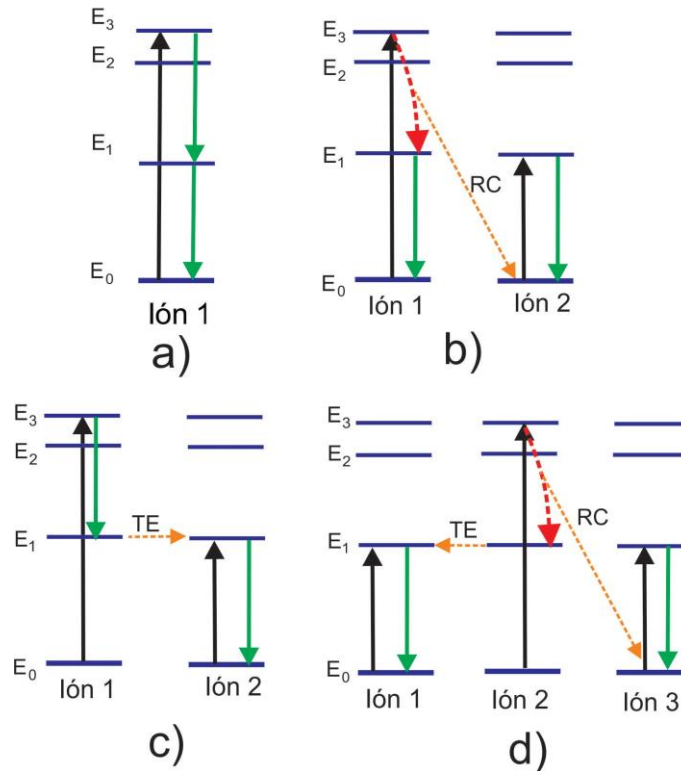 E3
E2
E1
E0
Ión 1
a)
E3
E2
E1
E0
RC
Ión 1
Ión 2
b)
E3
E2
E1
E0
TE
Ión 1
Ión 2
c)
E3
E2
E1
E0
TE
RC
Ión 1
Ión 2
Ión 3
d)